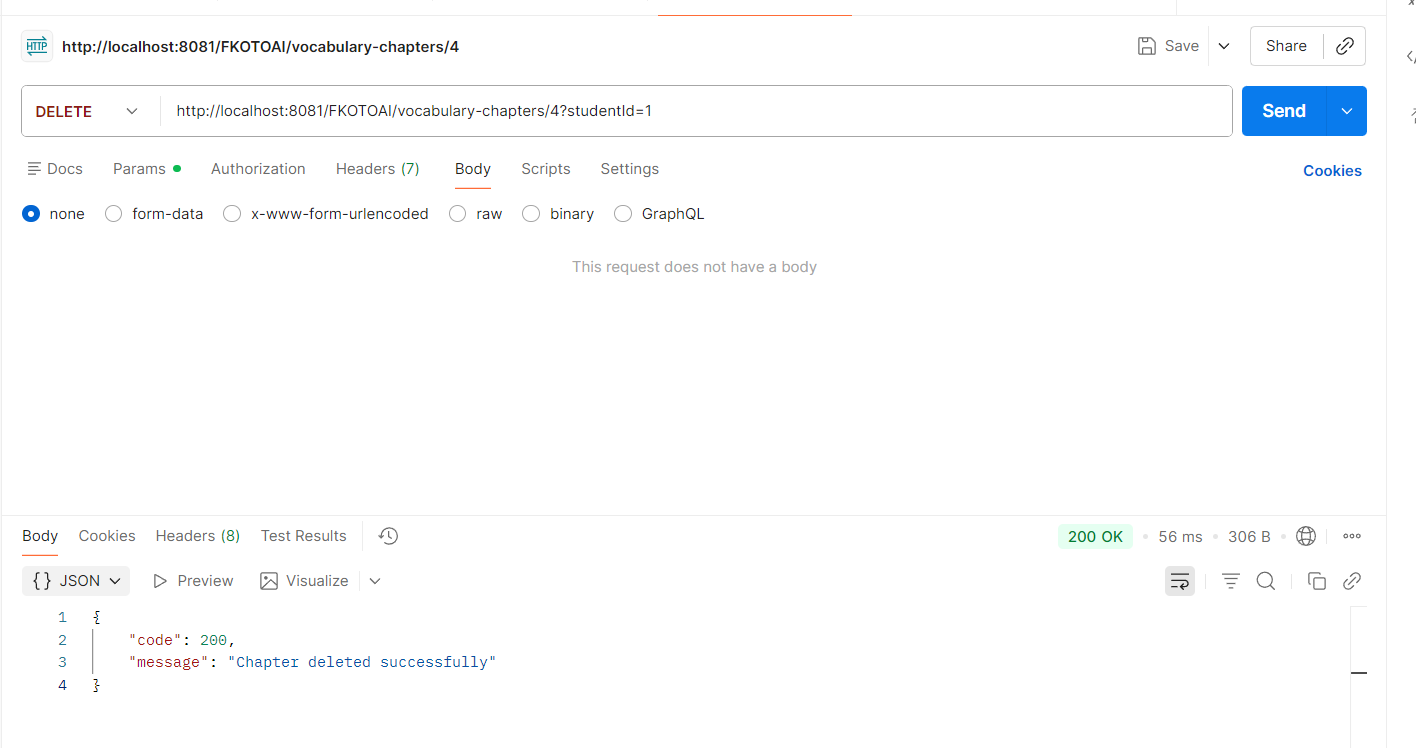 HTTP http://localhost:8081/FKOTOAI/vocabulary-chapters/4 Save Share
DELETE http://localhost:8081/FKOTOAI/vocabulary-chapters/4?studentId=1 Send
Docs Params Authorization Headers (7) Body Scripts Settings Cookies
none form-data x-www-form-urlencoded raw binary GraphQL
This request does not have a body
Body Cookies Headers (8) Test Results 200 OK • 56 ms • 306 B •
{} JSON Preview Visualize
1 {
2 "code": 200,
3 "message": "Chapter deleted successfully"
4 }